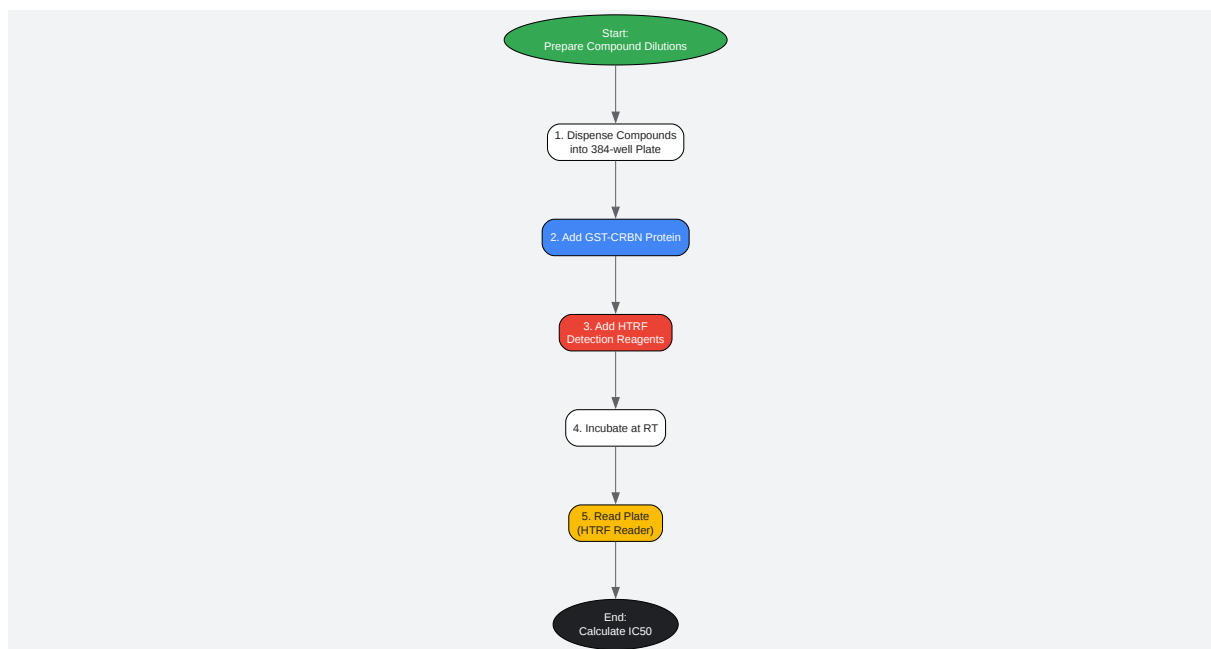 Start:
Prepare Compound Dilutions
1. Dispense Compounds
into 384-well Plate
2. Add GST-CRBN Protein
3. Add HTRF
Detection Reagents
4. Incubate at RT
5. Read Plate
(HTRF Reader)
End:
Calculate IC50